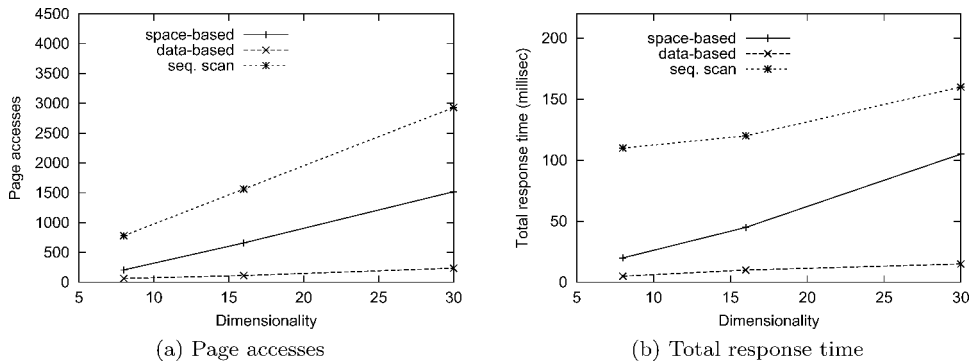 4500
4000
3500
3000
2500
2000
1500
1000
500
0
Page accesses
space-based
data-based
seq. scan
5 10 15 20 25 30
Dimensionality
(a) Page accesses
200
150
100
50
0
Total response time (millisec)
space-based
data-based
seq. scan
5 10 15 20 25 30
Dimensionality
(b) Total response time